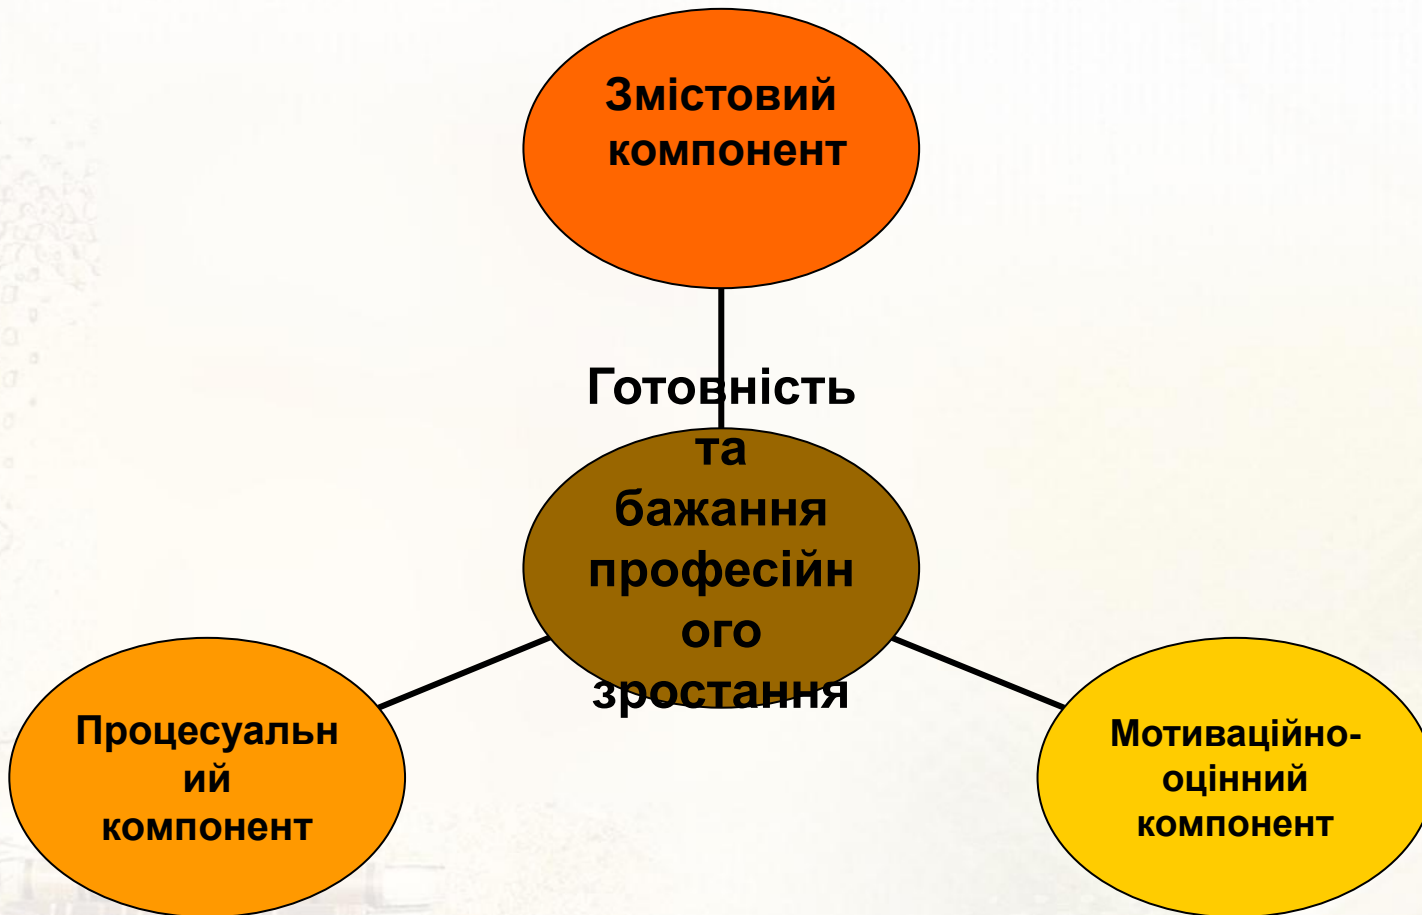 Змістовий
компонент
Готовність
та
бажання
професійн
ого
зростання
Процесуальн
ий
компонент
Мотиваційно-
оцінний
компонент